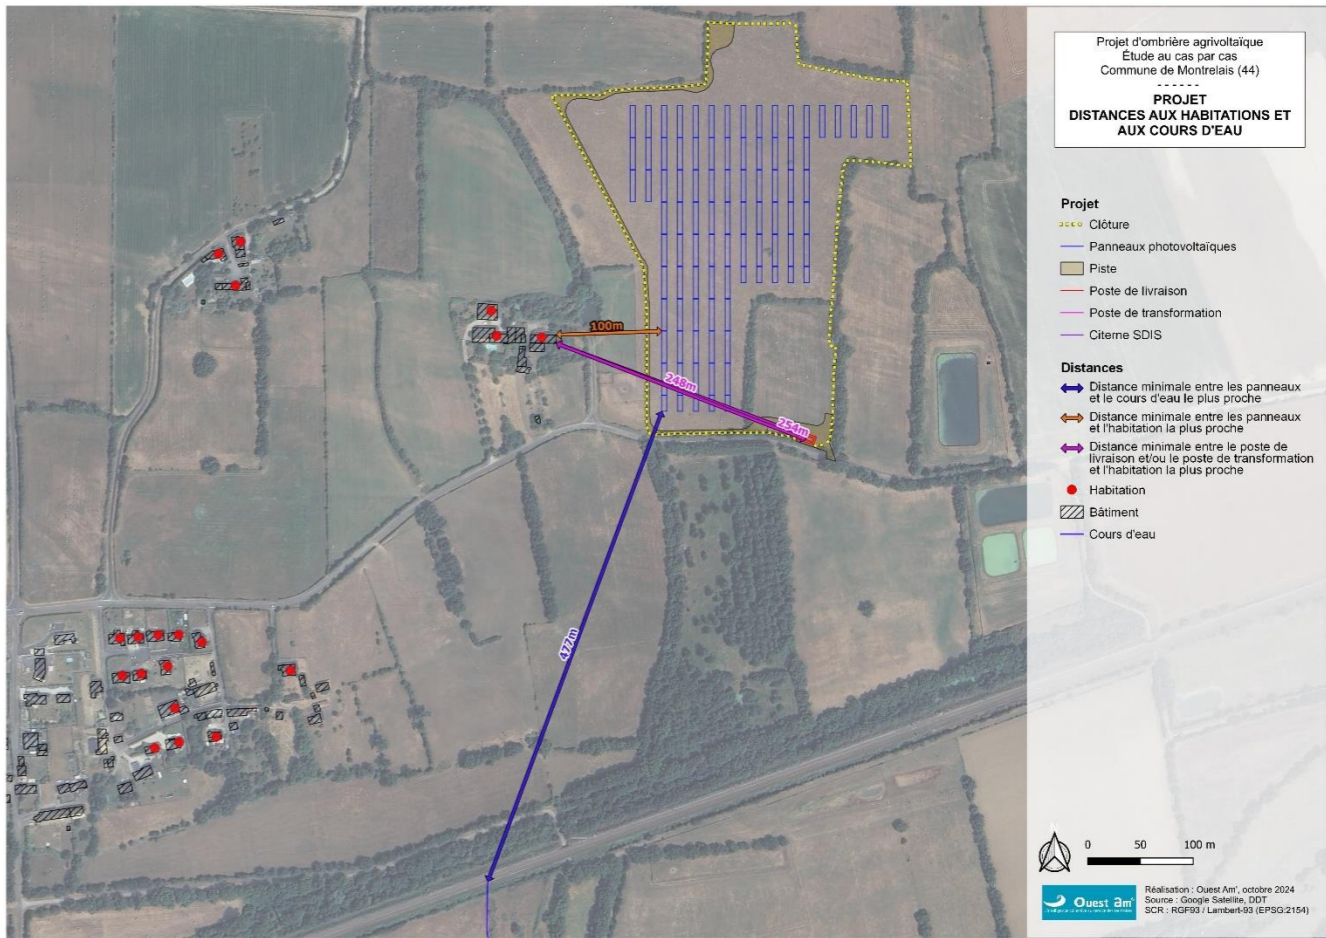 Projet d'ombrière agrivoltaïque
Étude au cas par cas
Commune de Montrelais (44)
------
PROJET
DISTANCES AUX HABITATIONS ET
AUX COURS D'EAU
Projet
Clôture
Panneaux photovoltaïques
Piste
Poste de livraison
Poste de transformation
Citerne SDIS
Distances
Distance minimale entre les panneaux
et le cours d'eau le plus proche
Distance minimale entre les panneaux
et l'habitation la plus proche
Distance minimale entre le poste de
livraison et/ou le poste de transformation
et l'habitation la plus proche
Habitation
Bâtiment
Cours d'eau
100m
248m
254m
477m
0 50 100 m
Ouest am'
Réalisation : Ouest Am', octobre 2024
Source : Google Satellite, DDT
SCR : RGF93 / Lambert-93 (EPSG:2154)